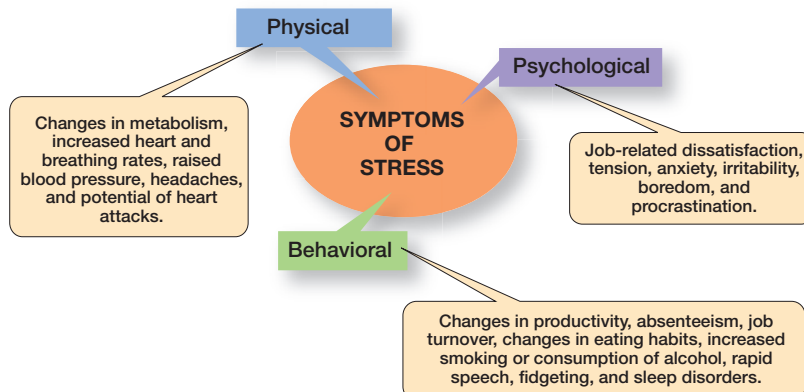 Physical
Psychological
SYMPTOMS
OF
STRESS
Changes in metabolism,
increased heart and
breathing rates, raised
blood pressure, headaches,
and potential of heart
attacks.
Job-related dissatisfaction,
tension, anxiety, irritability,
boredom, and
procrastination.
Behavioral
Changes in productivity, absenteeism, job
turnover, changes in eating habits, increased
smoking or consumption of alcohol, rapid
speech, fidgeting, and sleep disorders.